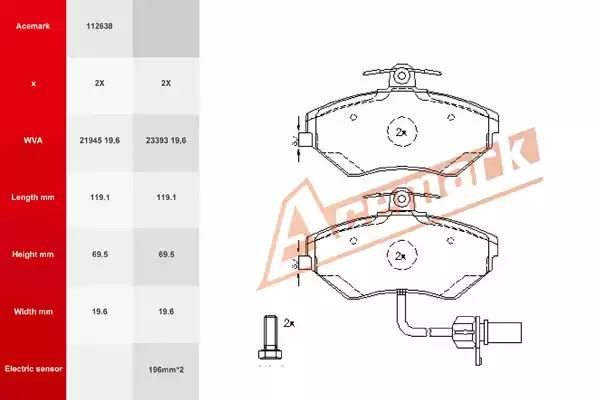 Acemark 112638
x 2X 2X
WVA 21945 19,6 23393 19,6
Length mm 119.1 119.1
Height mm 69.5 69.5
Width mm 19.6 19.6
Electric sensor 196mm*2
2x
2x
2x
Acemark